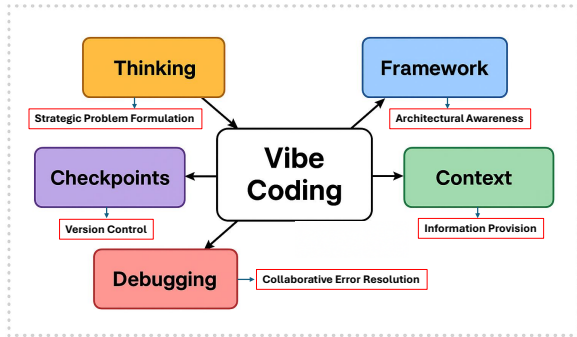 Thinking
Framework
Strategic Problem Formulation
Architectural Awareness
Vibe
Coding
Checkpoints
Context
Version Control
Information Provision
Debugging
Collaborative Error Resolution